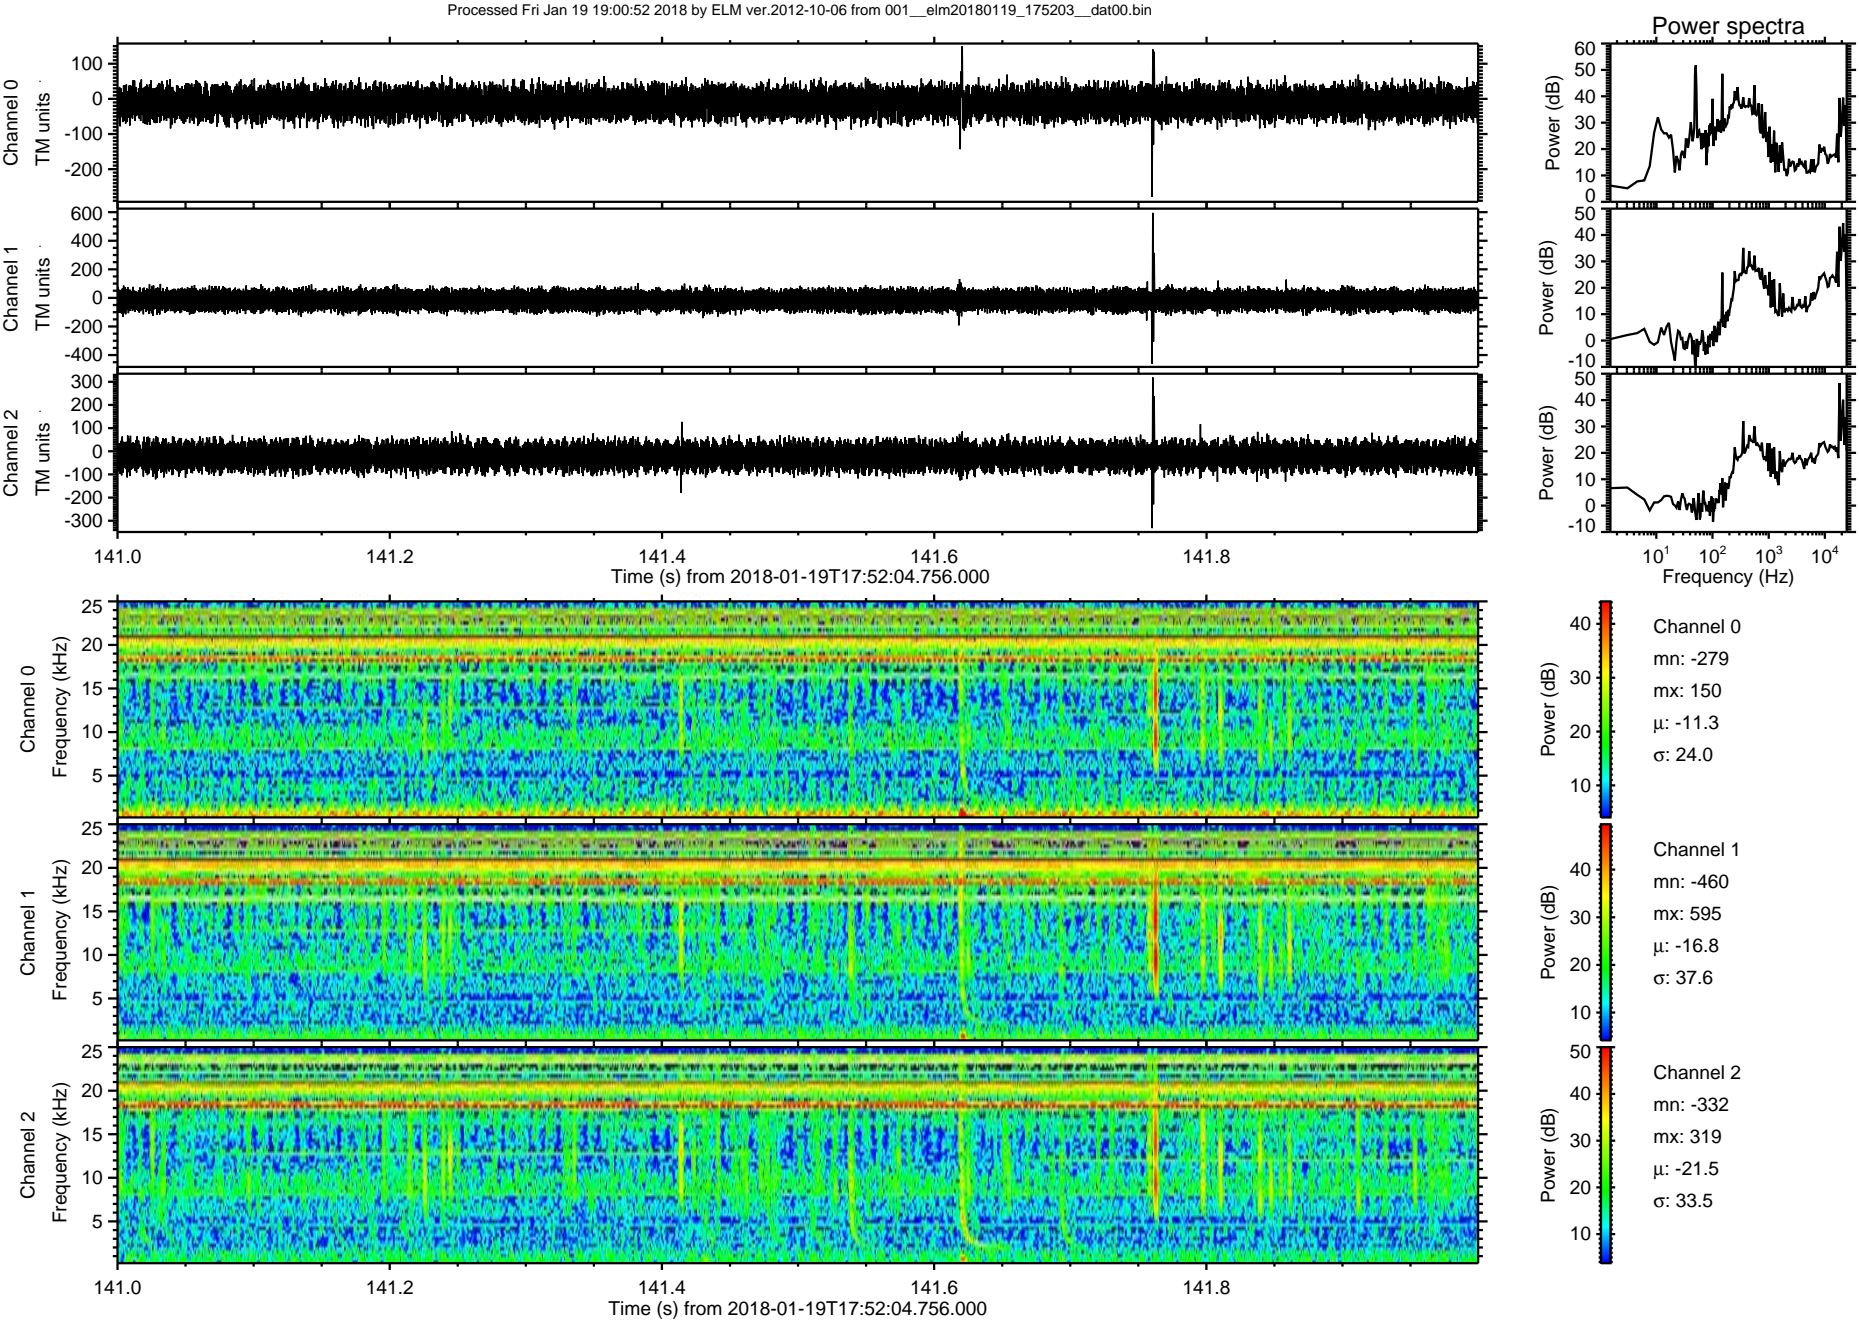 Processed Fri Jan 19 19:00:52 2018 by ELM ver.2012-10-06 from 001__elm20180119_175203__dat00.bin
Power spectra
Channel 0
TM units
100
0
-100
-200
Power (dB)
60
50
40
30
20
10
0
Channel 1
TM units
600
400
200
0
-200
-400
Power (dB)
50
40
30
20
10
0
-10
Channel 2
TM units
300
200
100
0
-100
-200
-300
Power (dB)
50
40
30
20
10
0
-10
141.0 141.2 141.4 141.6 141.8
Time (s) from 2018-01-19T17:52:04.756.000
10^1 10^2 10^3 10^4
Frequency (Hz)
Channel 0
Frequency (kHz)
25
20
15
10
5
Power (dB)
40
30
20
10
Channel 0
mn: -279
mx: 150
μ: -11.3
σ: 24.0
Channel 1
Frequency (kHz)
25
20
15
10
5
Power (dB)
40
30
20
10
Channel 1
mn: -460
mx: 595
μ: -16.8
σ: 37.6
Channel 2
Frequency (kHz)
25
20
15
10
5
Power (dB)
50
40
30
20
10
Channel 2
mn: -332
mx: 319
μ: -21.5
σ: 33.5
141.0 141.2 141.4 141.6 141.8
Time (s) from 2018-01-19T17:52:04.756.000